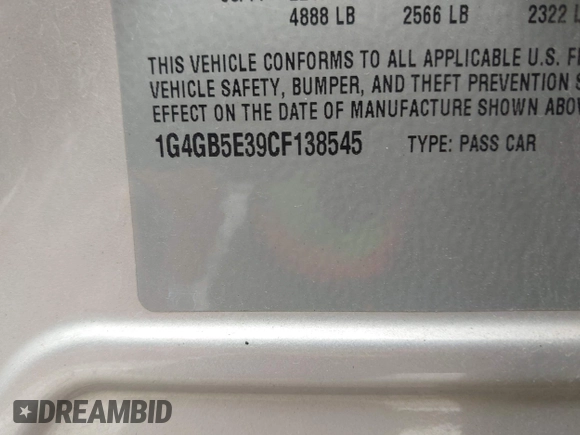 4888 LB 2566 LB 2322
THIS VEHICLE CONFORMS TO ALL APPLICABLE U.S.
VEHICLE SAFETY, BUMPER, AND THEFT PREVENTION
EFFECT ON THE DATE OF MANUFACTURE SHOWN
1G4GB5E39CF138545 TYPE: PASS CAR
DREAMBID